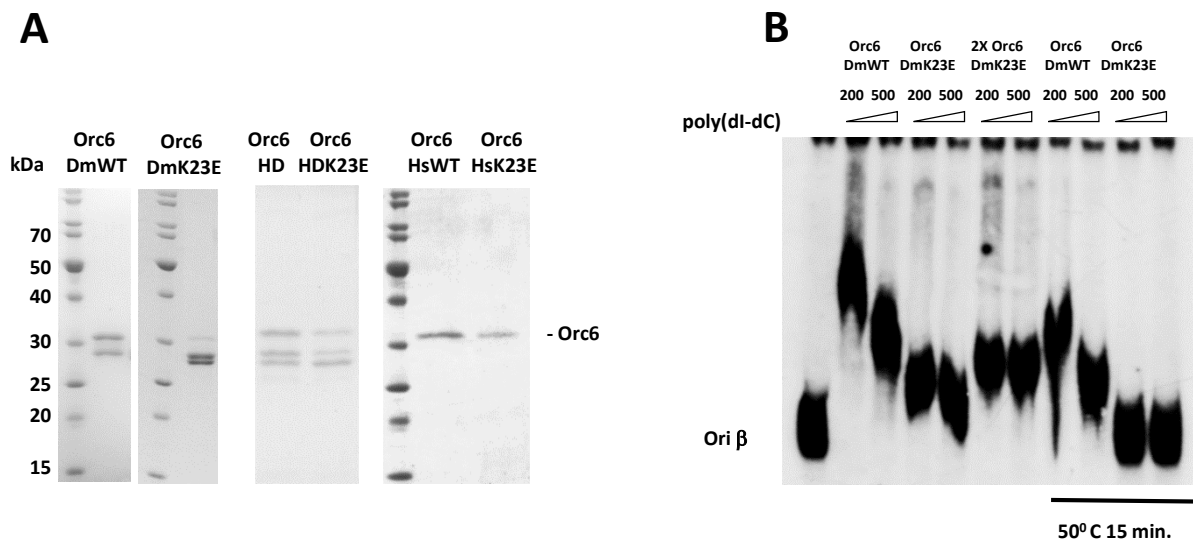 A
Orc6 Orc6 Orc6 Orc6 Orc6 Orc6
kDa DmWT DmK23E HD HDK23E HsWT HsK23E
70
50
40
30
25
20
15
- Orc6
B
Orc6 Orc6 2X Orc6 Orc6 Orc6
DmWT DmK23E DmK23E DmWT DmK23E
200 500 200 500 200 500 200 500 200 500
poly(dI-dC)
Ori β
50⁰ C 15 min.